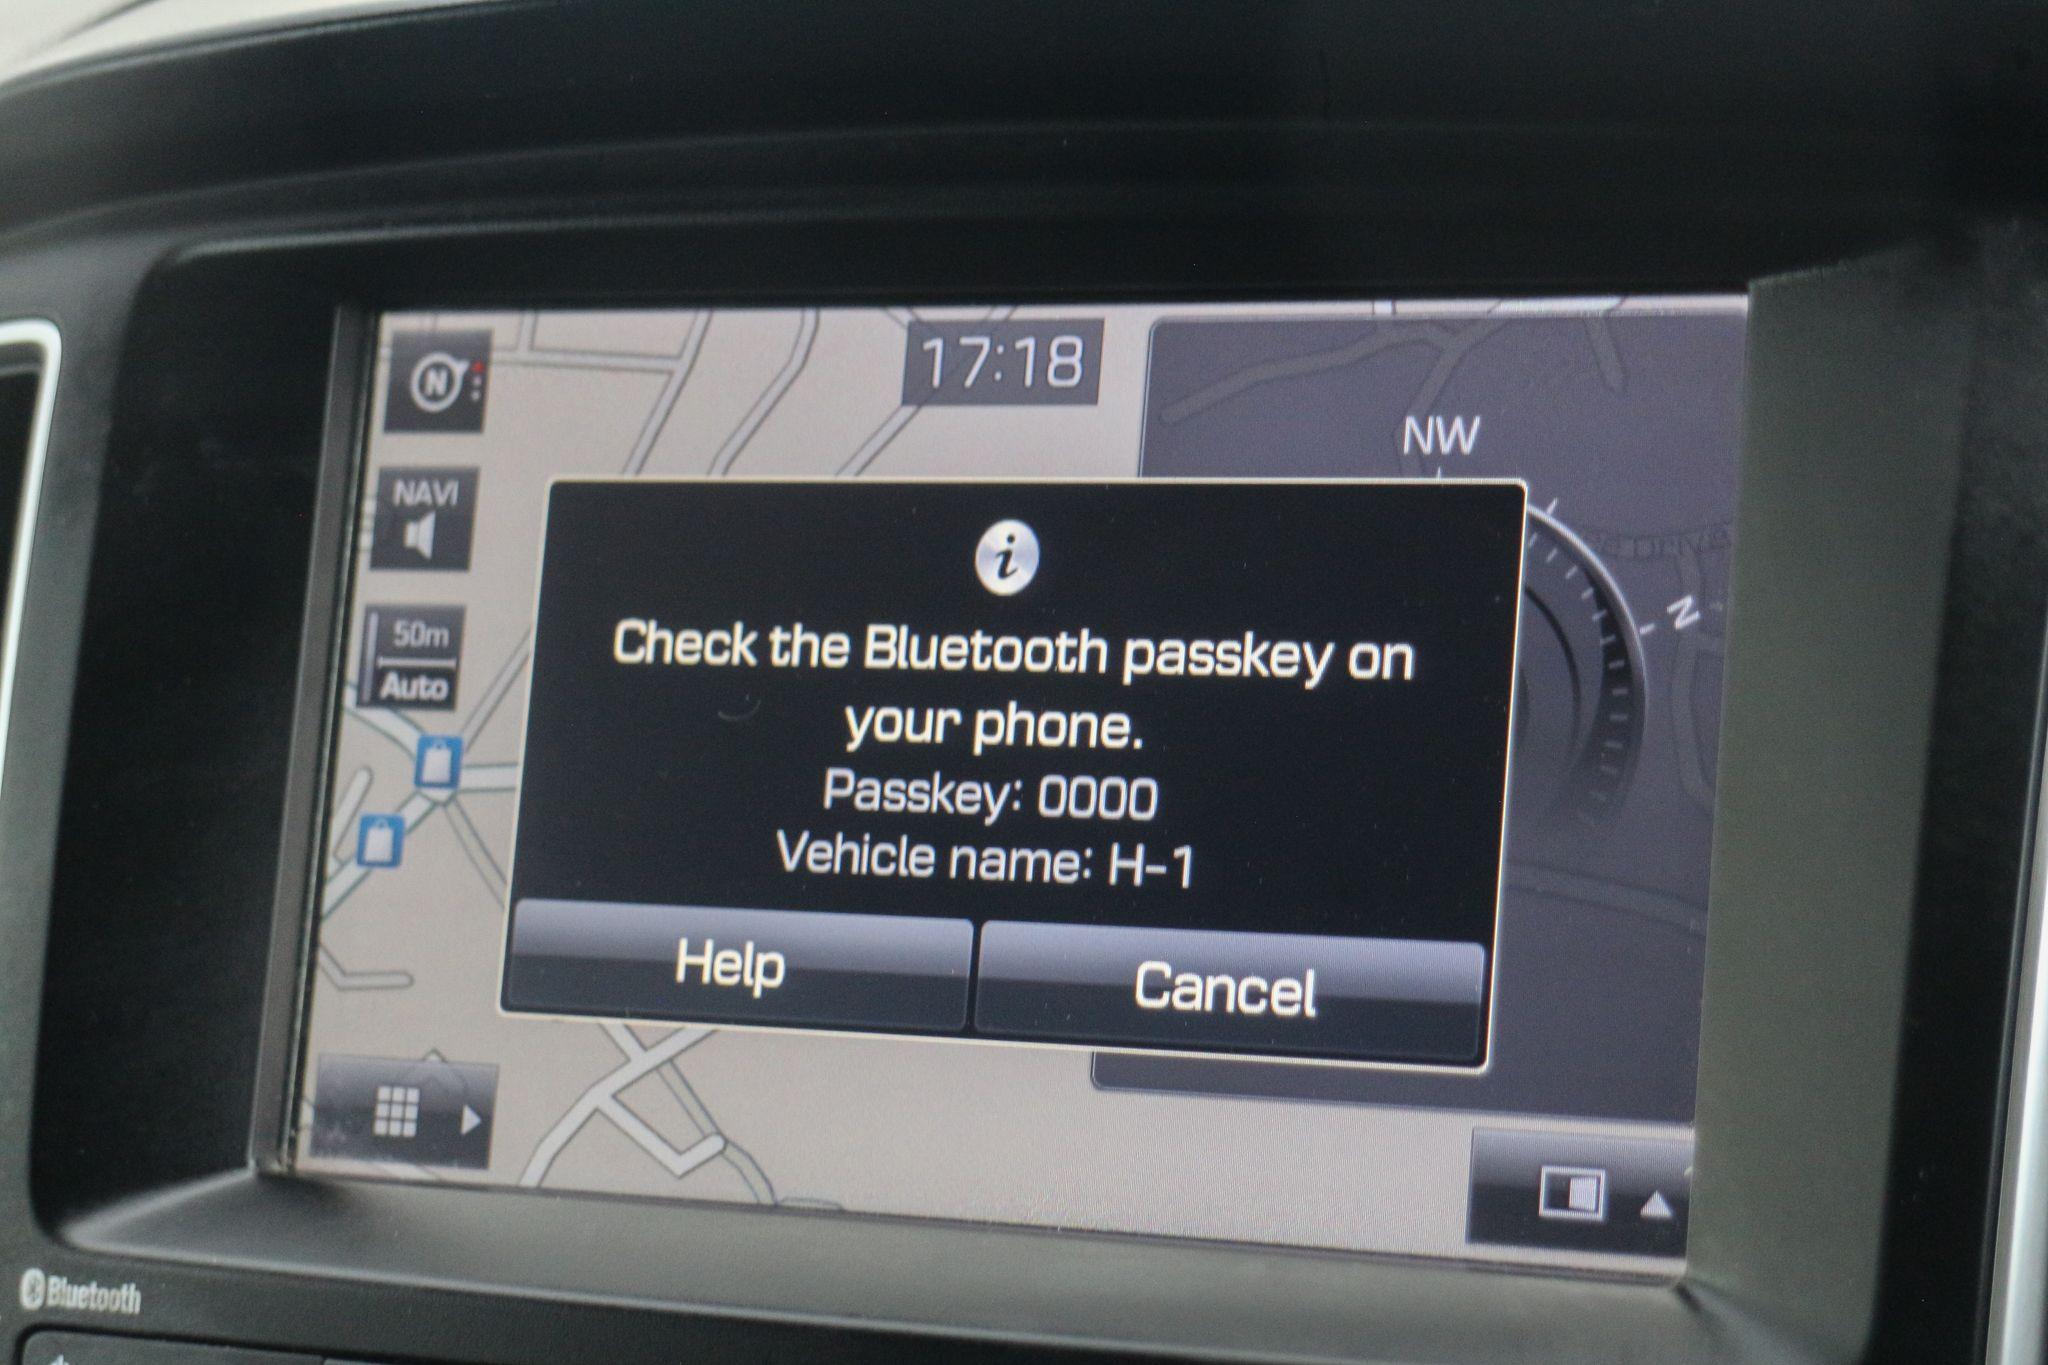 N
17:18
NW
NAVI
N
50m
Auto
Check the Bluetooth passkey on
your phone.
Passkey: 0000
Vehicle name: H-1
Help
Cancel
Bluetooth